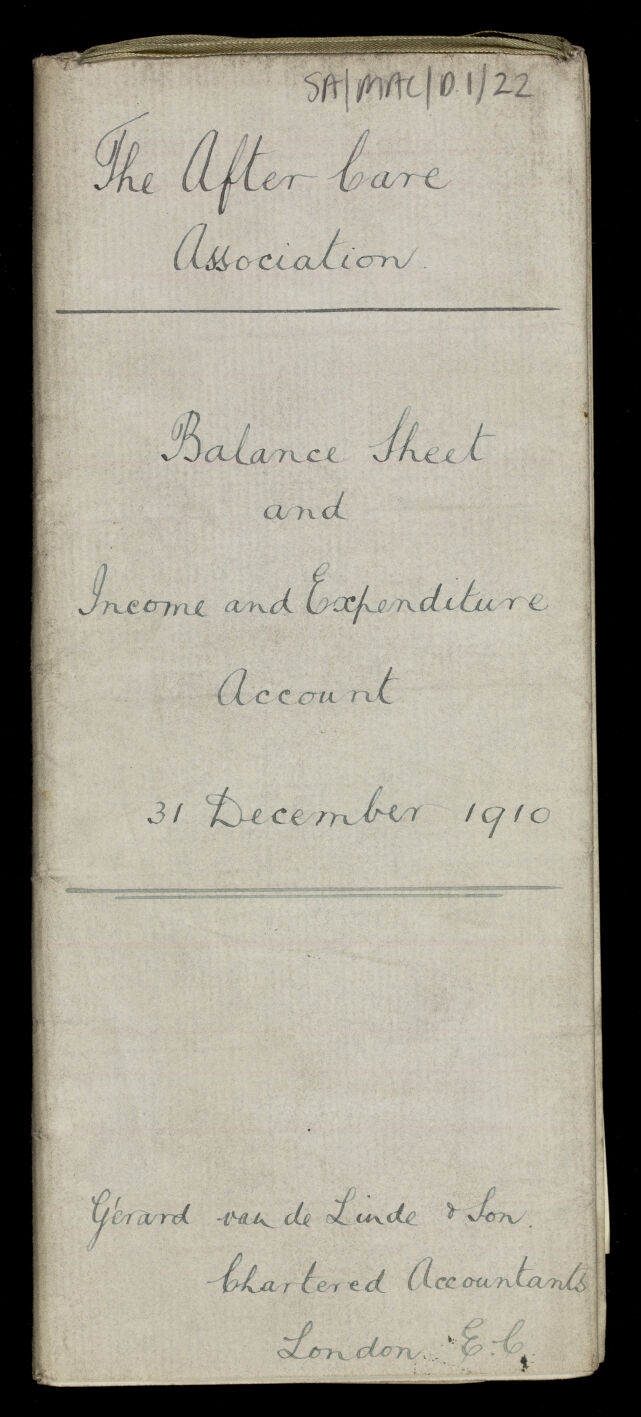 SA/MAC/D.1/22
The After Care
Association.
Balance Sheet
and
Income and Expenditure
Account
31 December 1910
Gérard van de Linde & Son.
Chartered Accountants
London. E.C.